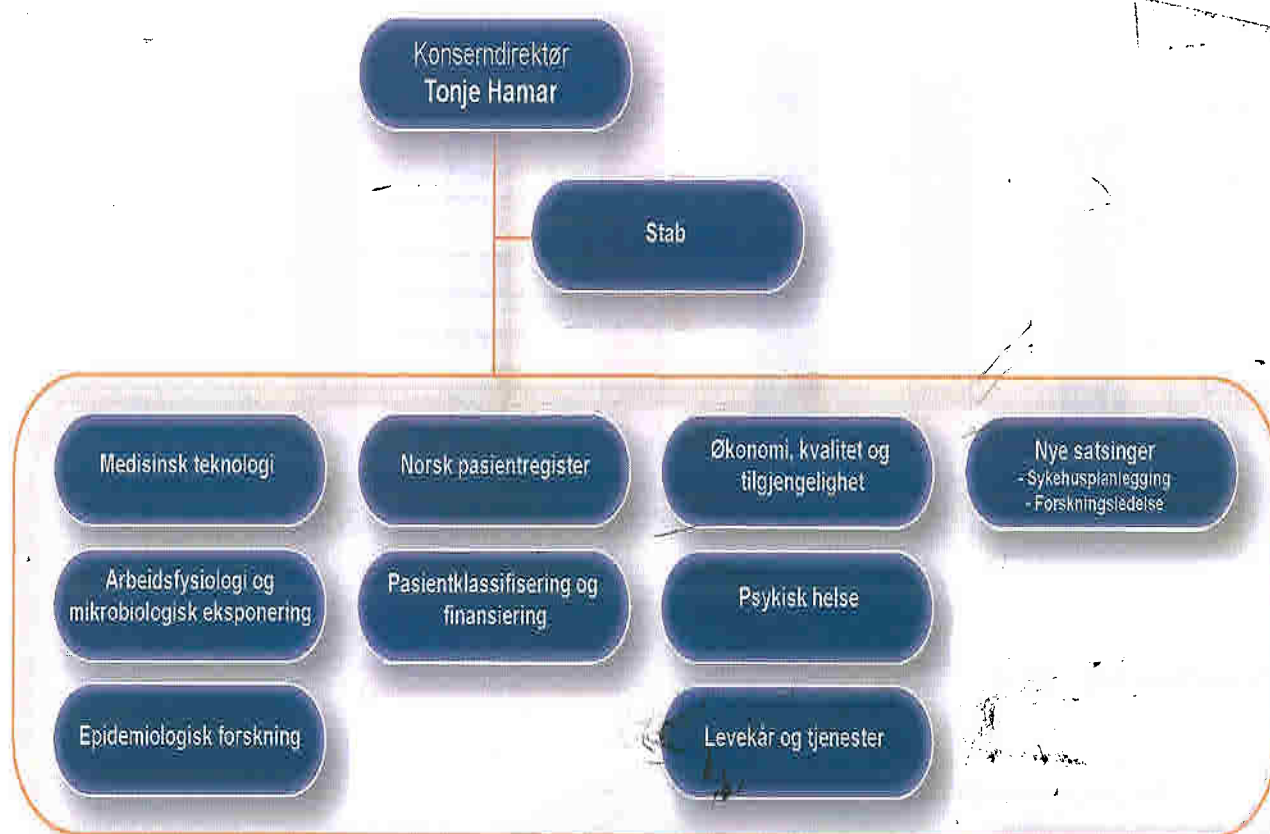 Konserndirektør
Tonje Hamar
Stab
Medisinsk teknologi
Norsk pasientregister
Økonomi, kvalitet og
tilgjengelighet
Nye satsinger
- Sykehusplanlegging
- Forskningsledelse
Arbeidsfysiologi og
mikrobiologisk eksponering
Pasientklassifisering og
finansiering
Psykisk helse
Epidemiologisk forskning
Levekår og tjenester